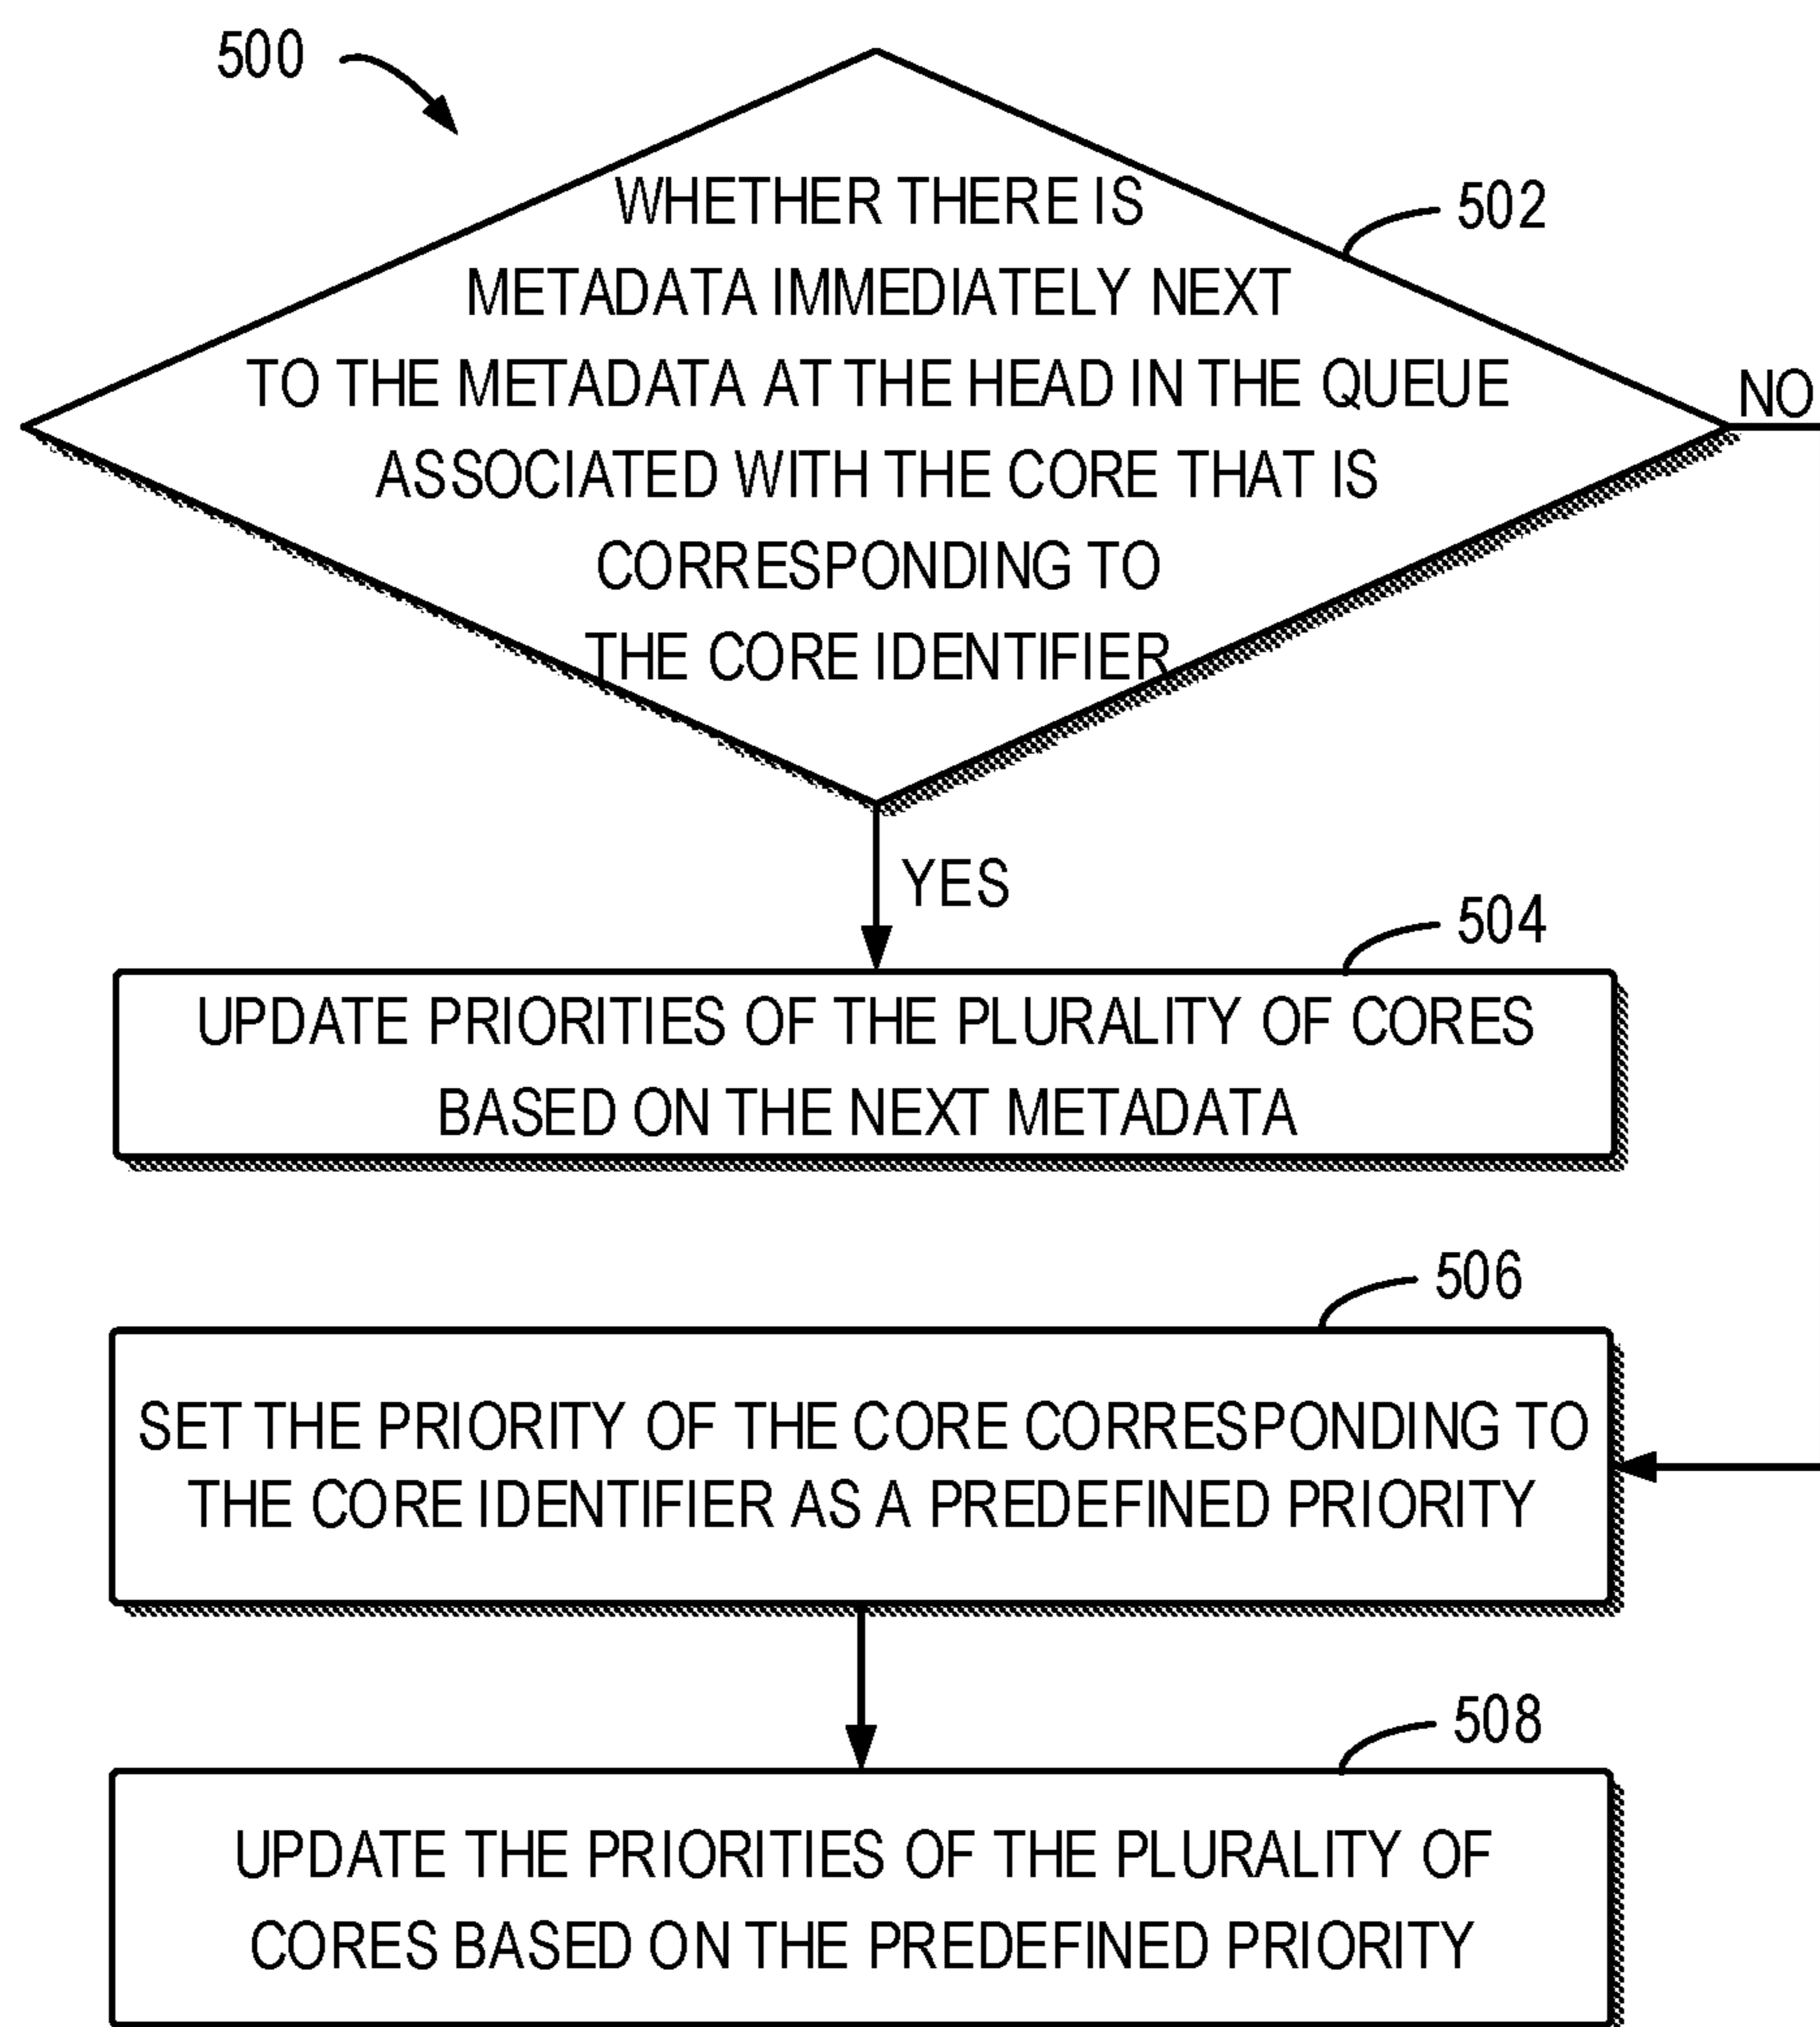 500
WHETHER THERE IS
502
METADATA IMMEDIATELY NEXT
TO THE METADATA AT THE HEAD IN THE QUEUE
NO
ASSOCIATED WITH THE CORE THAT IS
CORRESPONDING TO
THE CORE IDENTIFIER
YES
504
UPDATE PRIORITIES OF THE PLURALITY OF CORES
BASED ON THE NEXT METADATA
506
SET THE PRIORITY OF THE CORE CORRESPONDING TO
THE CORE IDENTIFIER AS A PREDEFINED PRIORITY
508
UPDATE THE PRIORITIES OF THE PLURALITY OF
CORES BASED ON THE PREDEFINED PRIORITY